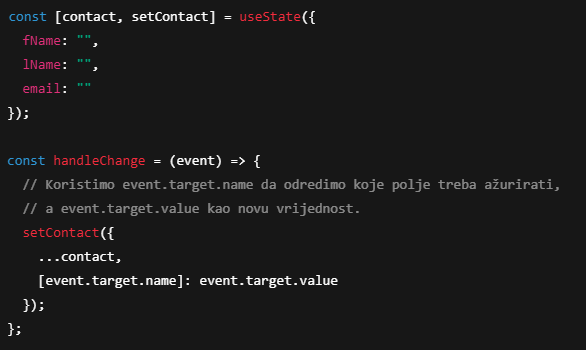 const [contact, setContact] = useState({
  fName: "",
  lName: "",
  email: ""
});

const handleChange = (event) => {
  // Koristimo event.target.name da odredimo koje polje treba ažurirati,
  // a event.target.value kao novu vrijednost.
  setContact({
    ...contact,
    [event.target.name]: event.target.value
  });
};